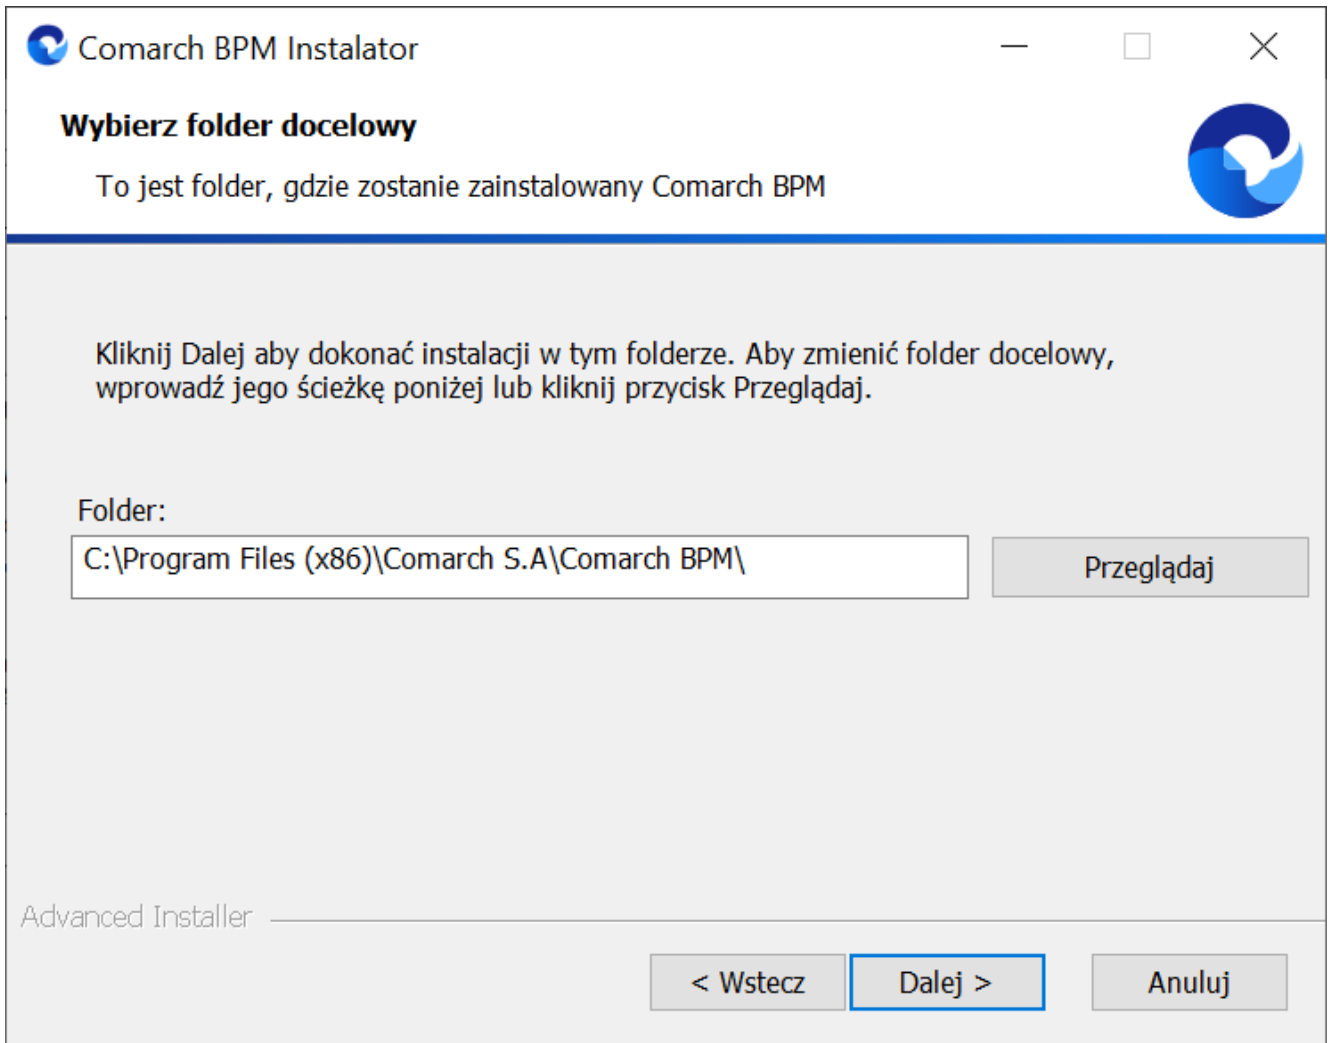 Comarch BPM Instalator
Wybierz folder docelowy
To jest folder, gdzie zostanie zainstalowany Comarch BPM
Kliknij Dalej aby dokonać instalacji w tym folderze. Aby zmienić folder docelowy,
wprowadź jego ścieżkę poniżej lub kliknij przycisk Przeglądaj.
Folder:
C:\Program Files (x86)\Comarch S.A\Comarch BPM\
Przeglądaj
Advanced Installer
< Wstecz
Dalej >
Anuluj